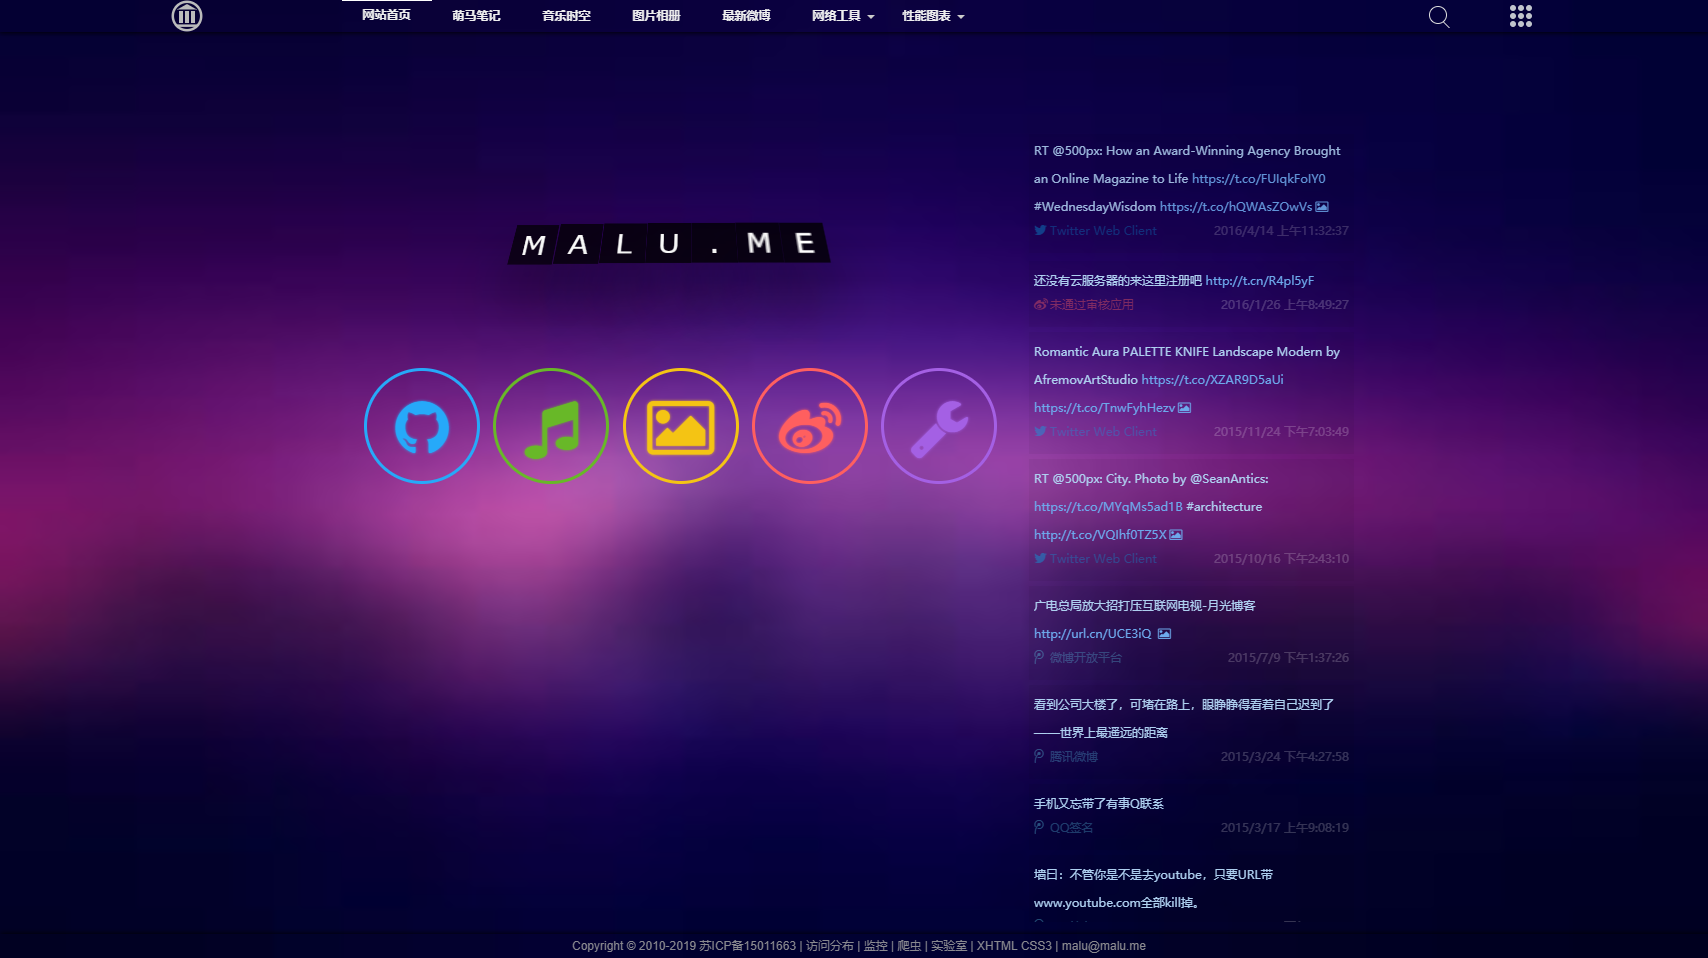 网站首页 萌马笔记 音乐时空 图片相册 最新微博 网络工具 性能图表
MALU.ME
RT @500px: How an Award-Winning Agency Brought
an Online Magazine to Life https://t.co/FUIqkFoIY0
#WednesdayWisdom https://t.co/hQWAsZOwVs
Twitter Web Client 2016/4/14 上午11:32:37
还没有云服务器的来这里注册吧 http://t.cn/R4pl5yF
未通过审核应用 2016/1/26 上午8:49:27
Romantic Aura PALETTE KNIFE Landscape Modern by
AfremovArtStudio https://t.co/XZAR9D5aUi
https://t.co/TnwFyhHezv
Twitter Web Client 2015/11/24 下午7:03:49
RT @500px: City. Photo by @SeanAntics:
https://t.co/MYqMs5ad1B #architecture
http://t.co/VQIhf0TZ5X
Twitter Web Client 2015/10/16 下午2:43:10
广电总局放大招打压互联网电视-月光博客
http://url.cn/UCE3iQ
微博开放平台 2015/7/9 下午1:37:26
看到公司大楼了，可堵在路上，眼睁睁得看着自己迟到了
——世界上最遥远的距离
腾讯微博 2015/3/24 下午4:27:58
手机又忘带了有事Q联系
QQ签名 2015/3/17 上午9:08:19
墙日：不管你是不是去youtube，只要URL带
www.youtube.com全部kill掉。
Copyright © 2010-2019 苏ICP备15011663 | 访问分布 | 监控 | 爬虫 | 实验室 | XHTML CSS3 | malu@malu.me